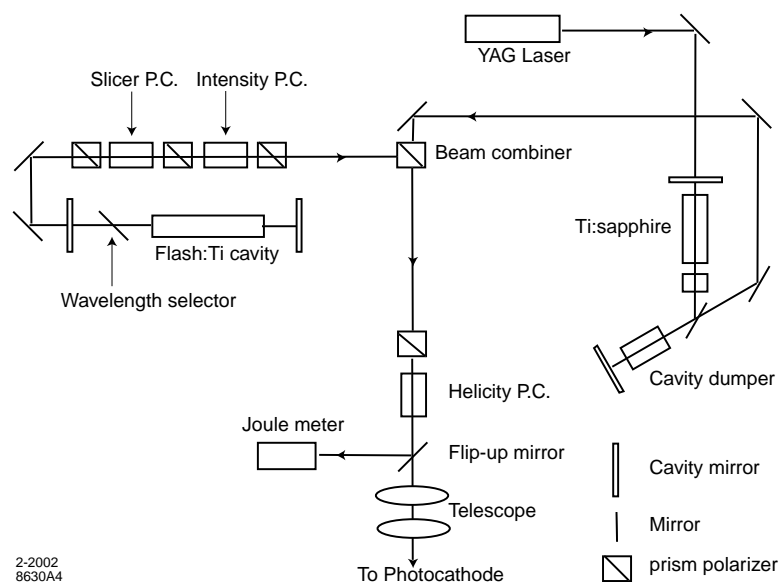 YAG Laser
Slicer P.C.
Intensity P.C.
Beam combiner
Ti:sapphire
Flash:Ti cavity
Wavelength selector
Cavity dumper
Helicity P.C.
Joule meter
Flip-up mirror
Cavity mirror
Telescope
Mirror
To Photocathode
prism polarizer
2-2002
8630A4